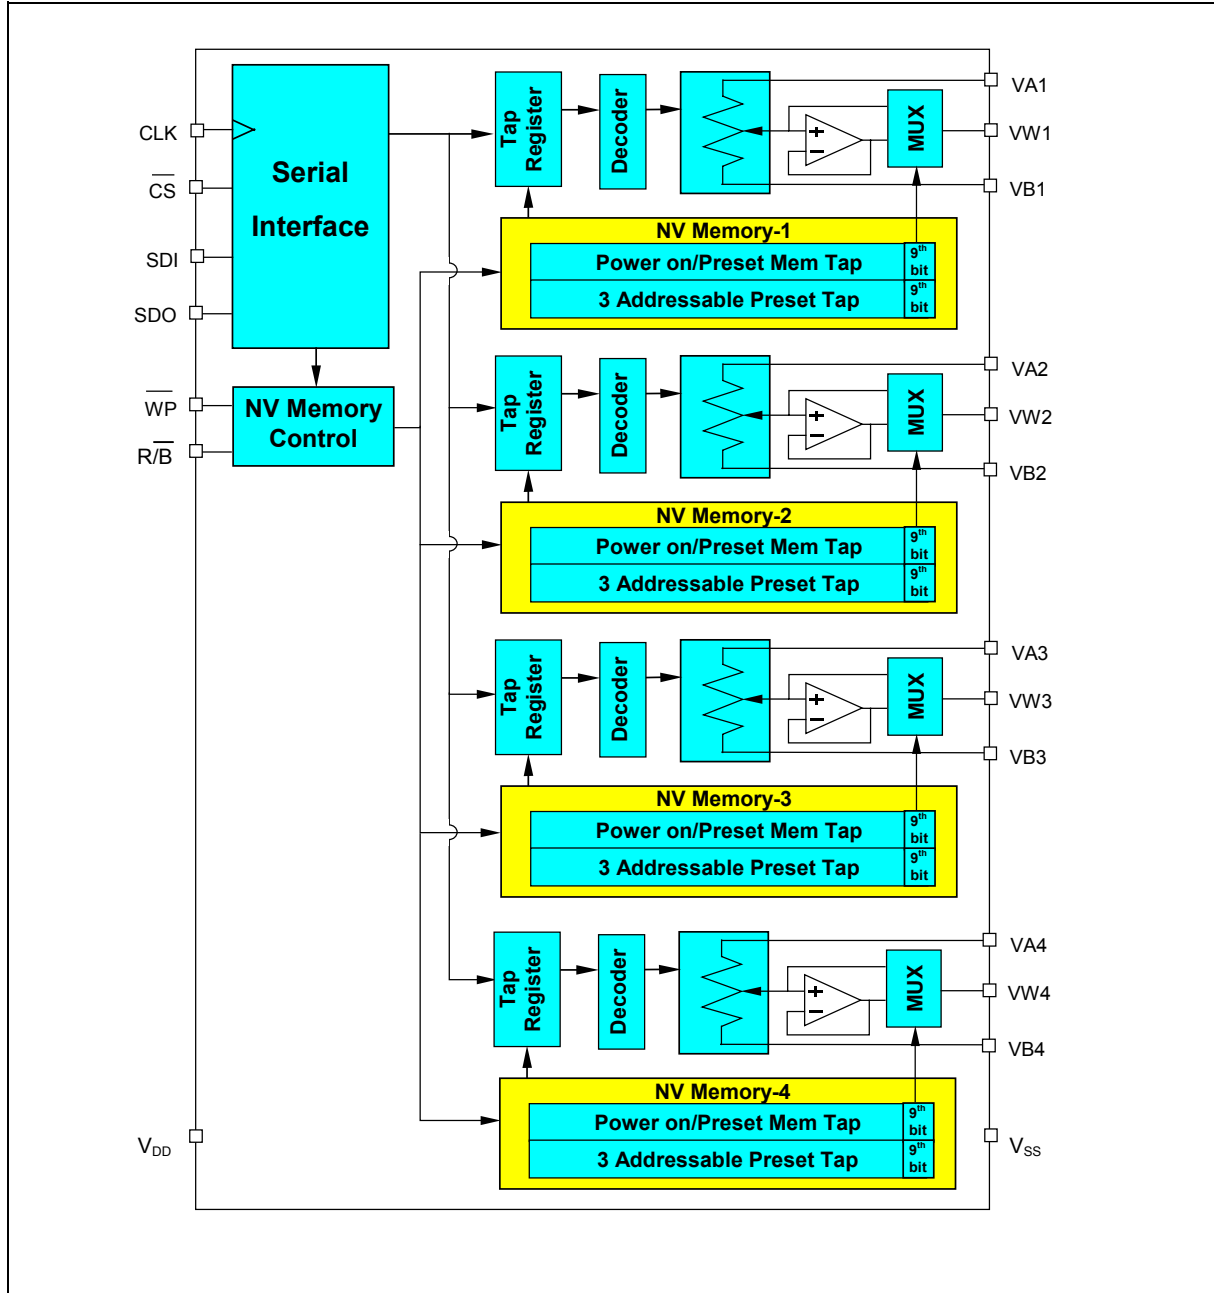 CLK
CS
SDI
SDO
WP
R/B
VDD
Serial
Interface
NV Memory
Control
Tap
Register
Decoder
MUX
VA1
VW1
VB1
NV Memory-1
Power on/Preset Mem Tap
9th
bit
3 Addressable Preset Tap
9th
bit
Tap
Register
Decoder
MUX
VA2
VW2
VB2
NV Memory-2
Power on/Preset Mem Tap
9th
bit
3 Addressable Preset Tap
9th
bit
Tap
Register
Decoder
MUX
VA3
VW3
VB3
NV Memory-3
Power on/Preset Mem Tap
9th
bit
3 Addressable Preset Tap
9th
bit
Tap
Register
Decoder
MUX
VA4
VW4
VB4
NV Memory-4
Power on/Preset Mem Tap
9th
bit
3 Addressable Preset Tap
9th
bit
VSS